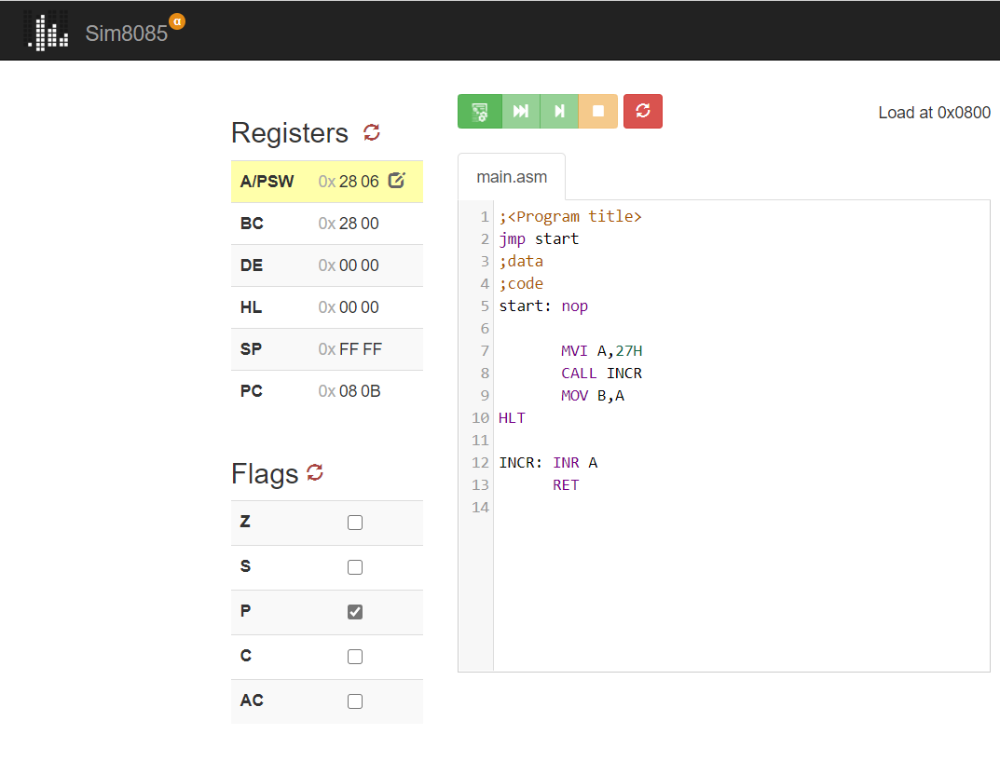 Sim8085 α
Load at 0x0800
Registers
A/PSW 0x 28 06
BC 0x 28 00
DE 0x 00 00
HL 0x 00 00
SP 0x FF FF
PC 0x 08 0B
Flags
Z
S
P
C
AC
main.asm
1 ;<Program title>
2 jmp start
3 ;data
4 ;code
5 start: nop
6
7 MVI A,27H
8 CALL INCR
9 MOV B,A
10 HLT
11
12 INCR: INR A
13 RET
14